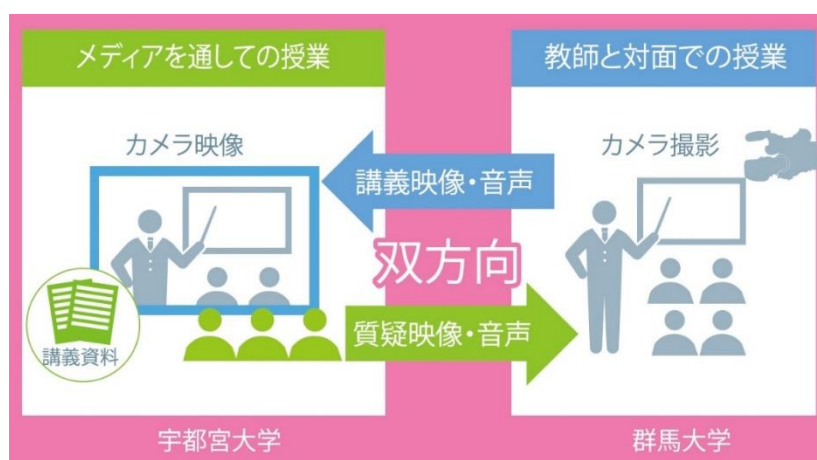 メディアを通しての授業
教師と対面での授業
カメラ映像
カメラ撮影
講義映像・音声
双方向
質疑映像・音声
講義資料
宇都宮大学
群馬大学